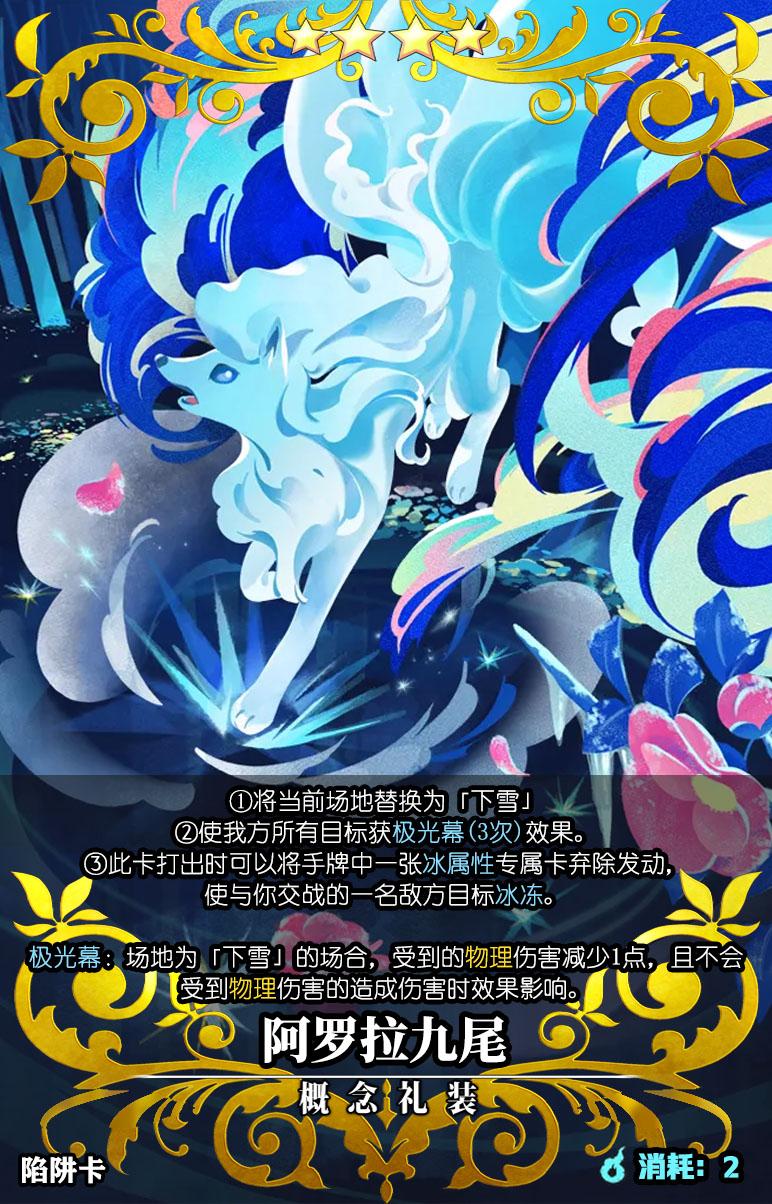 ①将当前场地替换为「下雪」
②使我方所有目标获极光幕(3次)效果。
③此卡打出时可以将手牌中一张冰属性专属卡弃除发动，
使与你交战的一名敌方目标冰冻。
极光幕：场地为「下雪」的场合，受到的物理伤害减少1点，且不会
受到物理伤害的造成伤害时效果影响。
阿罗拉九尾
概念礼装
陷阱卡
消耗：2